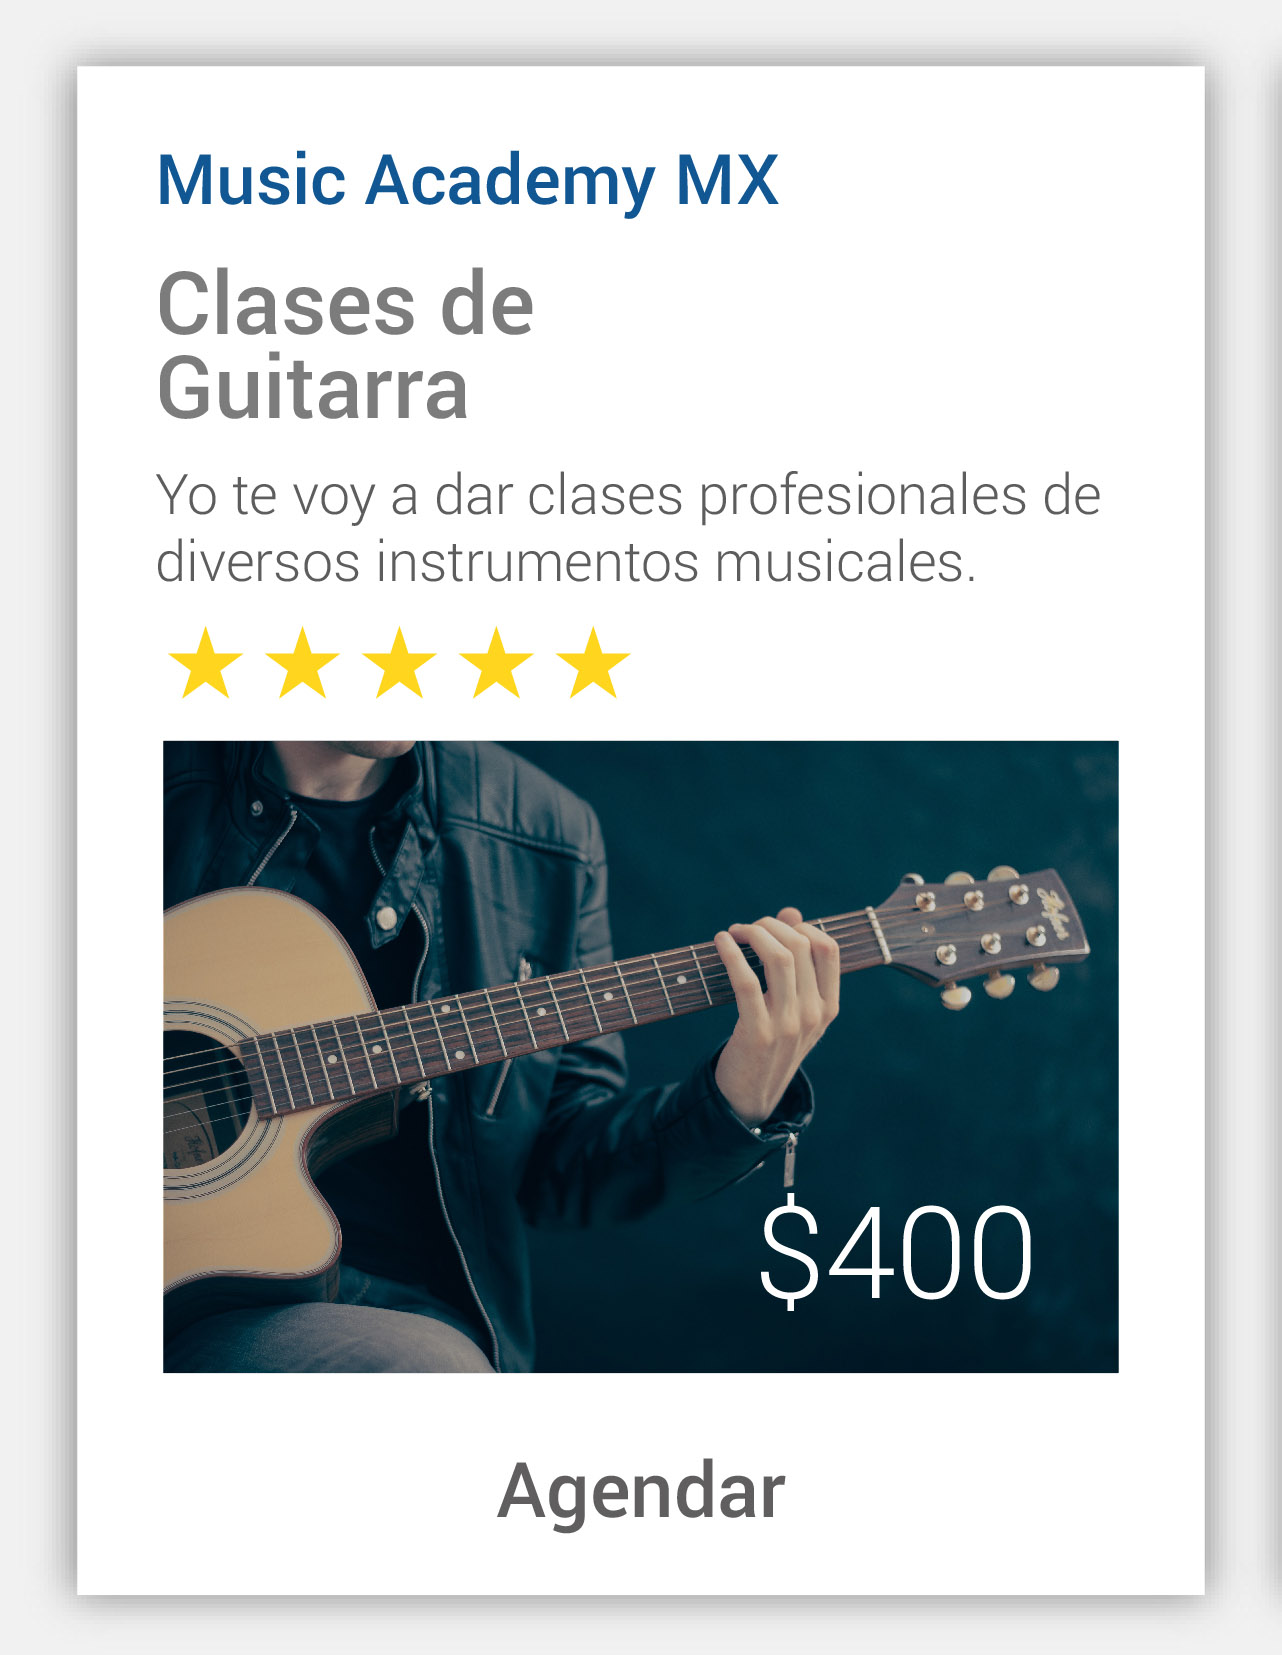 Music Academy MX
Clases de
Guitarra
Yo te voy a dar clases profesionales de
diversos instrumentos musicales.
$400
Agendar